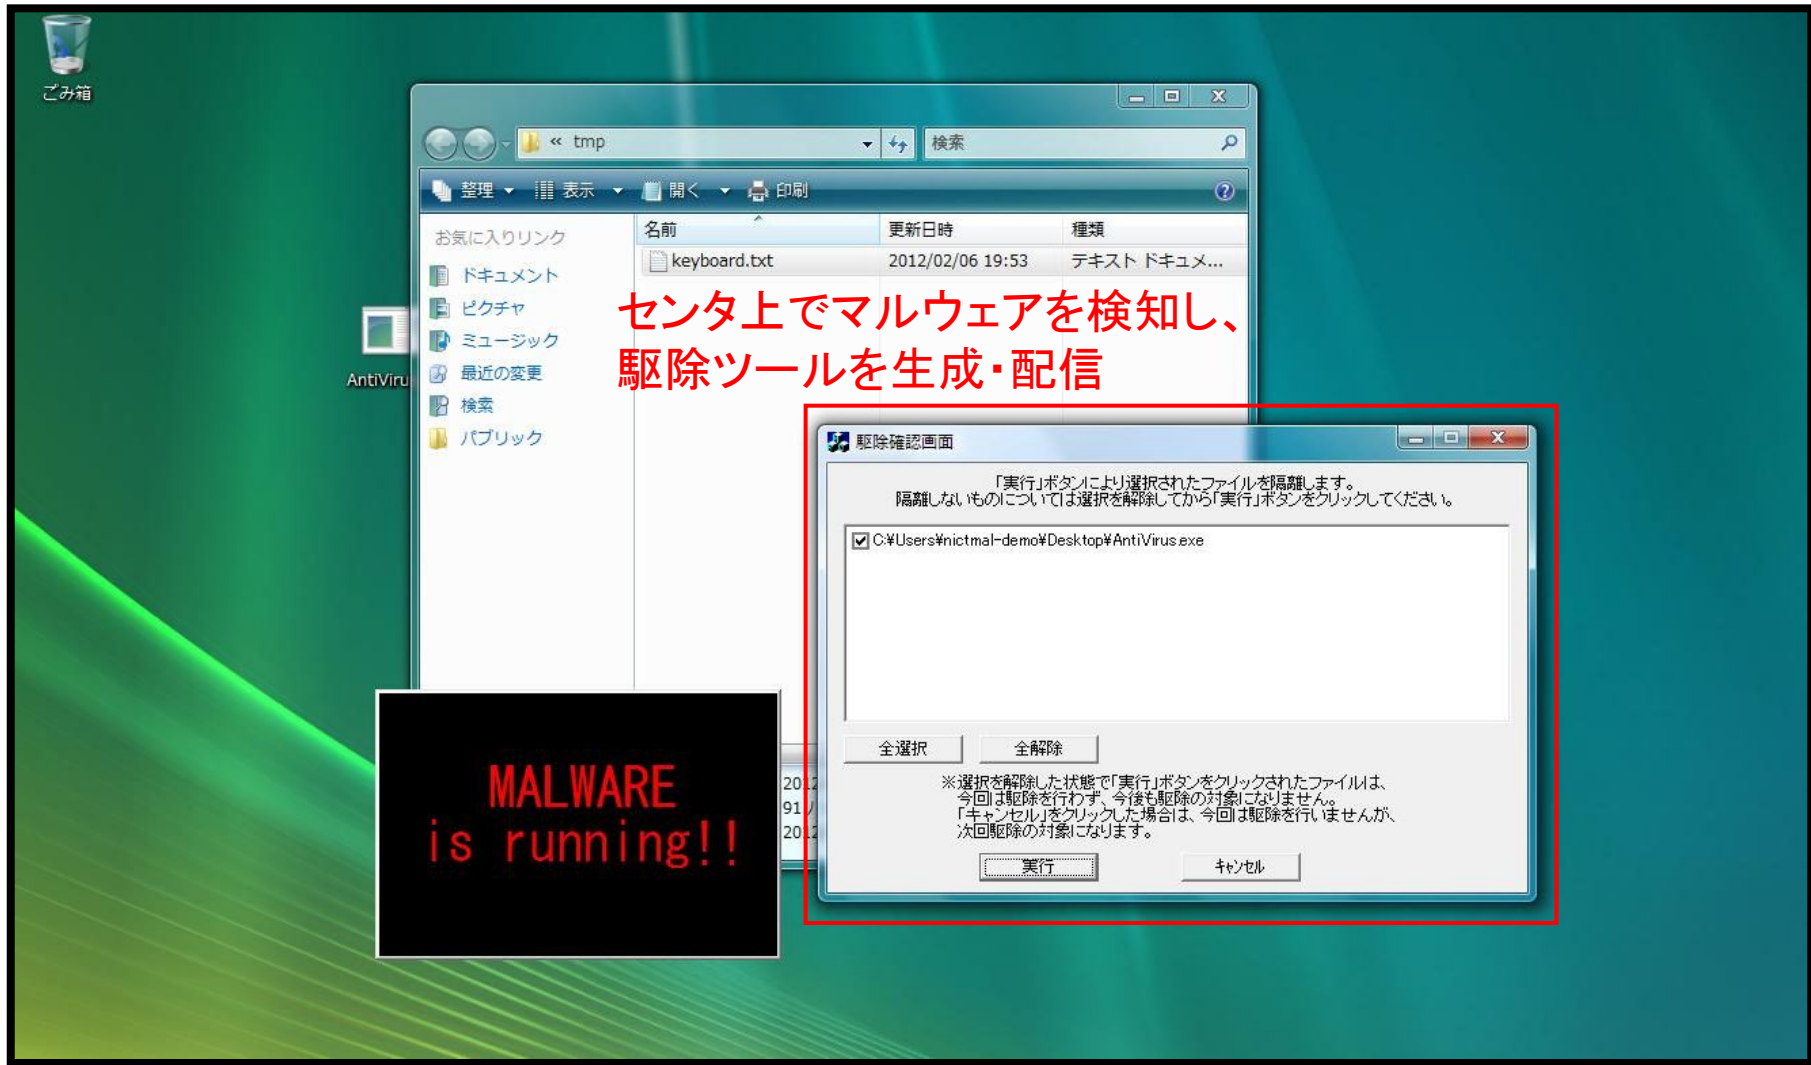 ごみ箱
« tmp
検索
整理 表示 開く 印刷
お気に入りリンク
ドキュメント
ピクチャ
ミュージック
最近の変更
検索
パブリック
名前 更新日時 種類
keyboard.txt 2012/02/06 19:53 テキスト ドキュメ...
AntiViru
センタ上でマルウェアを検知し、
駆除ツールを生成・配信
駆除確認画面
「実行」ボタンにより選択されたファイルを隔離します。
隔離しないものについては選択を解除してから「実行」ボタンをクリックしてください。
C:¥Users¥nictmal-demo¥Desktop¥AntiVirus.exe
全選択 全解除
※選択を解除した状態で「実行」ボタンをクリックされたファイルは、
今回は駆除を行わず、今後も駆除の対象になりません。
「キャンセル」をクリックした場合は、今回は駆除を行いませんが、
次回駆除の対象になります。
実行 キャンセル
MALWARE
is running!!
2012
91
2012